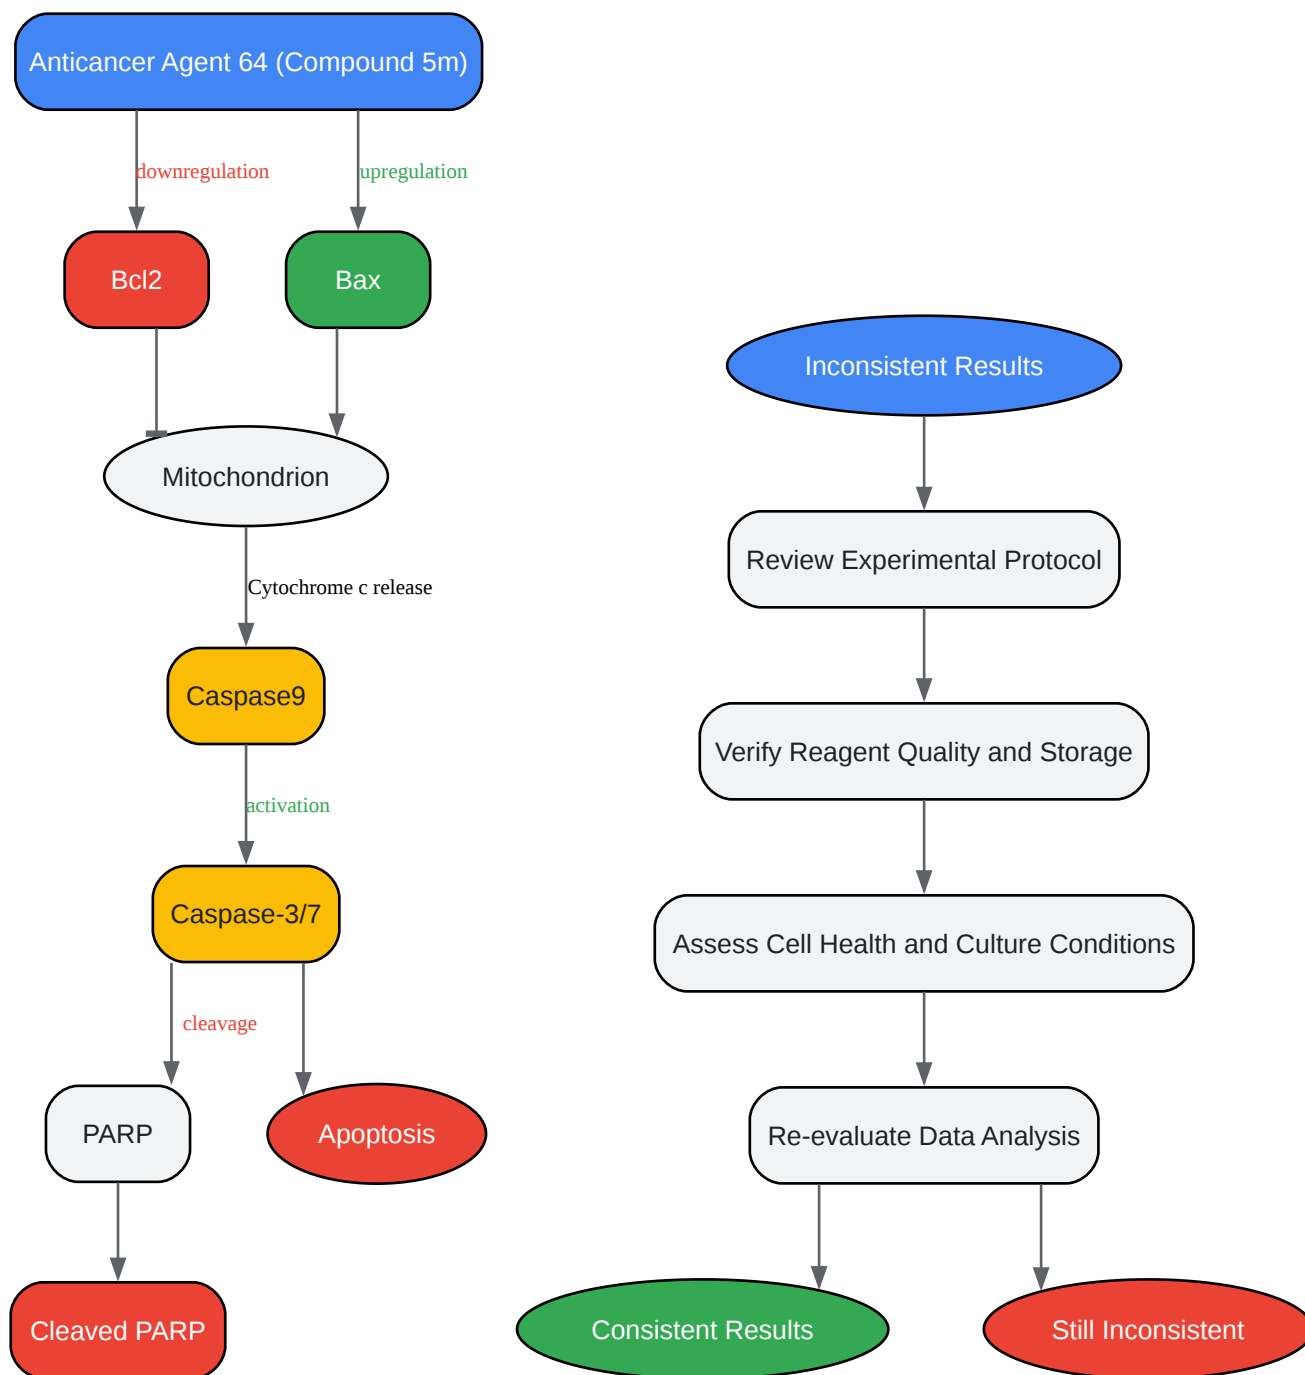 Anticancer Agent 64 (Compound 5m)
downregulation
upregulation
Bcl2
Bax
Mitochondrion
Cytochrome c release
Caspase9
activation
Caspase-3/7
cleavage
PARP
Apoptosis
Cleaved PARP
Inconsistent Results
Review Experimental Protocol
Verify Reagent Quality and Storage
Assess Cell Health and Culture Conditions
Re-evaluate Data Analysis
Consistent Results
Still Inconsistent